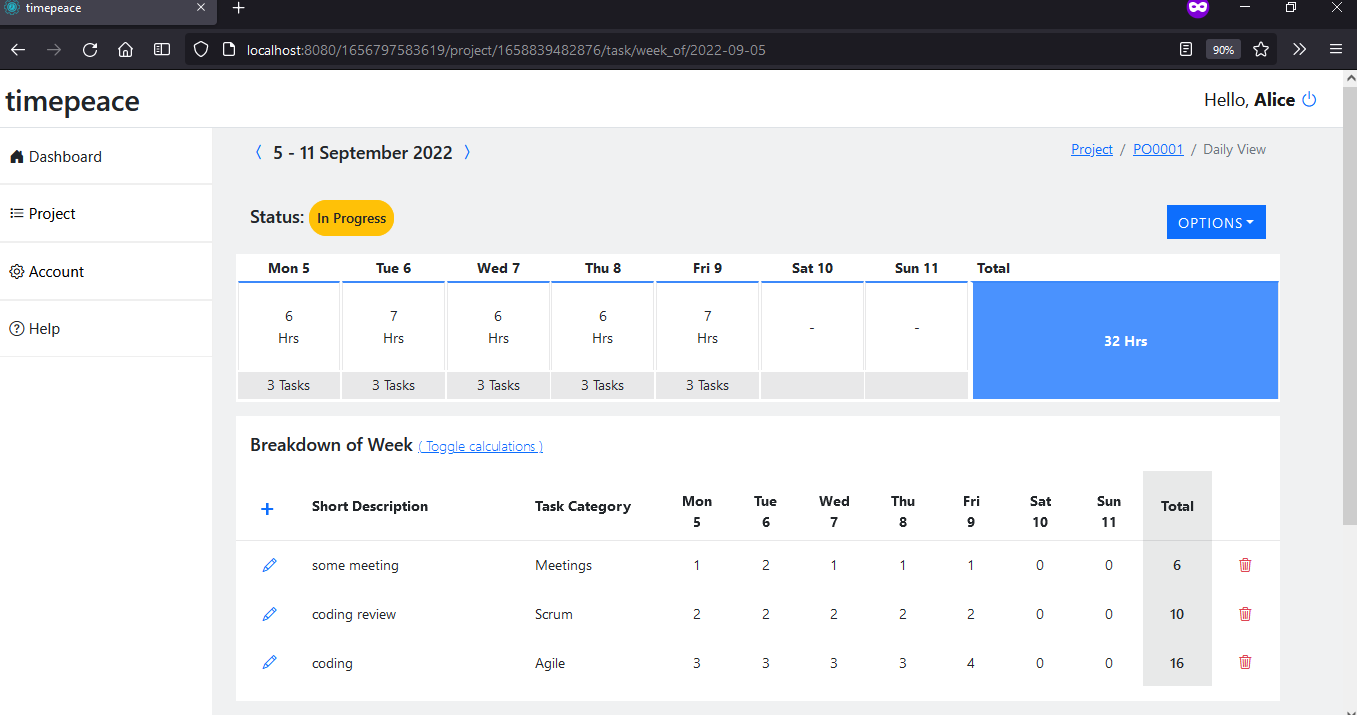 timepeace
localhost:8080/1656797583619/project/1658839482876/task/week_of/2022-09-05
90%
timepeace
Hello, Alice
Dashboard
Project
Account
Help
5 - 11 September 2022
Project / PO0001 / Daily View
Status: In Progress
OPTIONS
Mon 5 Tue 6 Wed 7 Thu 8 Fri 9 Sat 10 Sun 11 Total
6 7 6 6 7 - -
Hrs Hrs Hrs Hrs Hrs
32 Hrs
3 Tasks 3 Tasks 3 Tasks 3 Tasks 3 Tasks
Breakdown of Week ( Toggle calculations )
+ Short Description Task Category Mon Tue Wed Thu Fri Sat Sun Total
5 6 7 8 9 10 11
some meeting Meetings 1 2 1 1 1 0 0 6
coding review Scrum 2 2 2 2 2 0 0 10
coding Agile 3 3 3 3 4 0 0 16